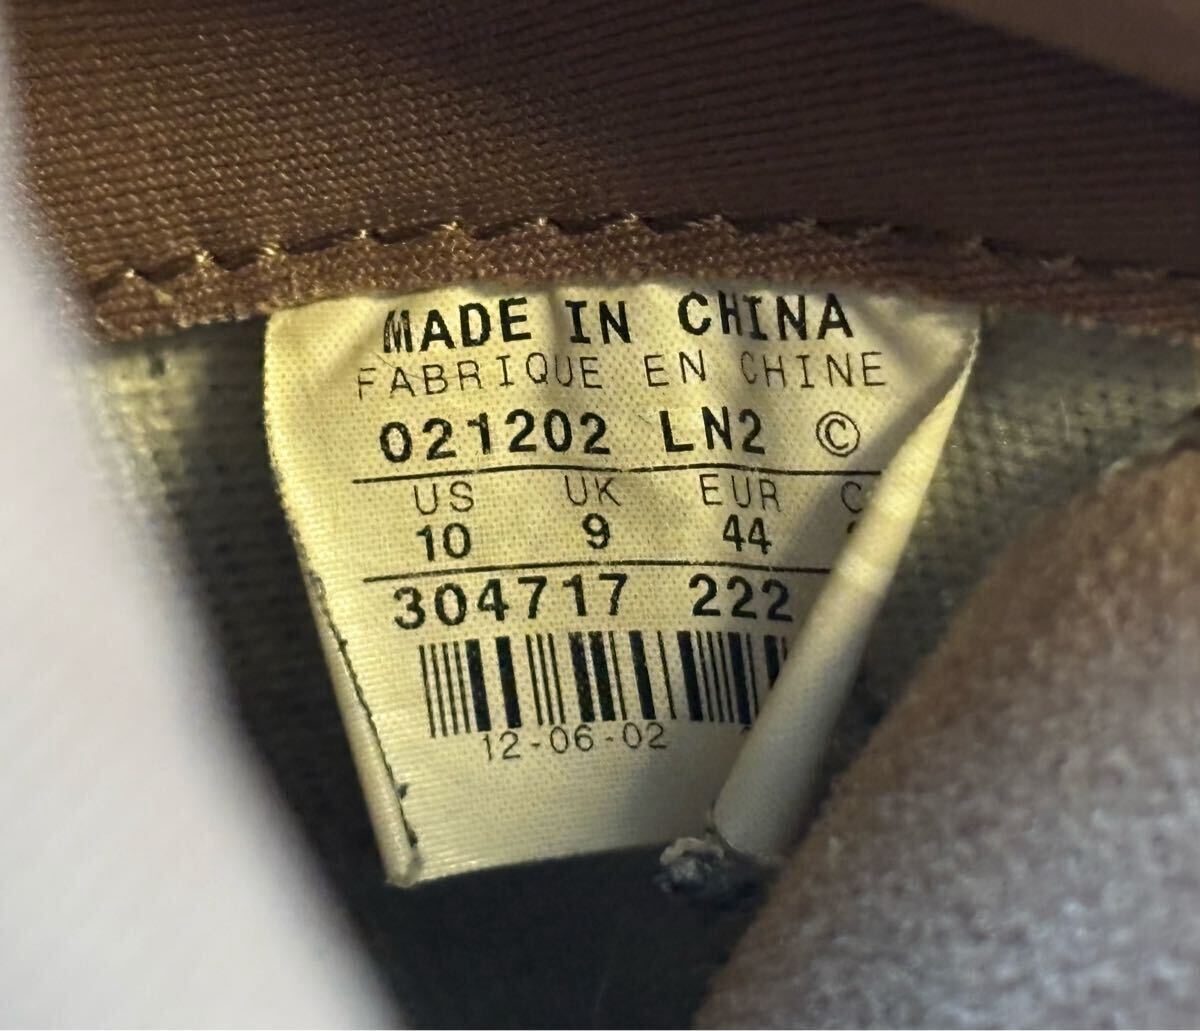 MADE IN CHINA
FABRIQUE EN CHINE
021202 LN2 ©
US UK EUR C
10 9 44
304717 222
12-06-02